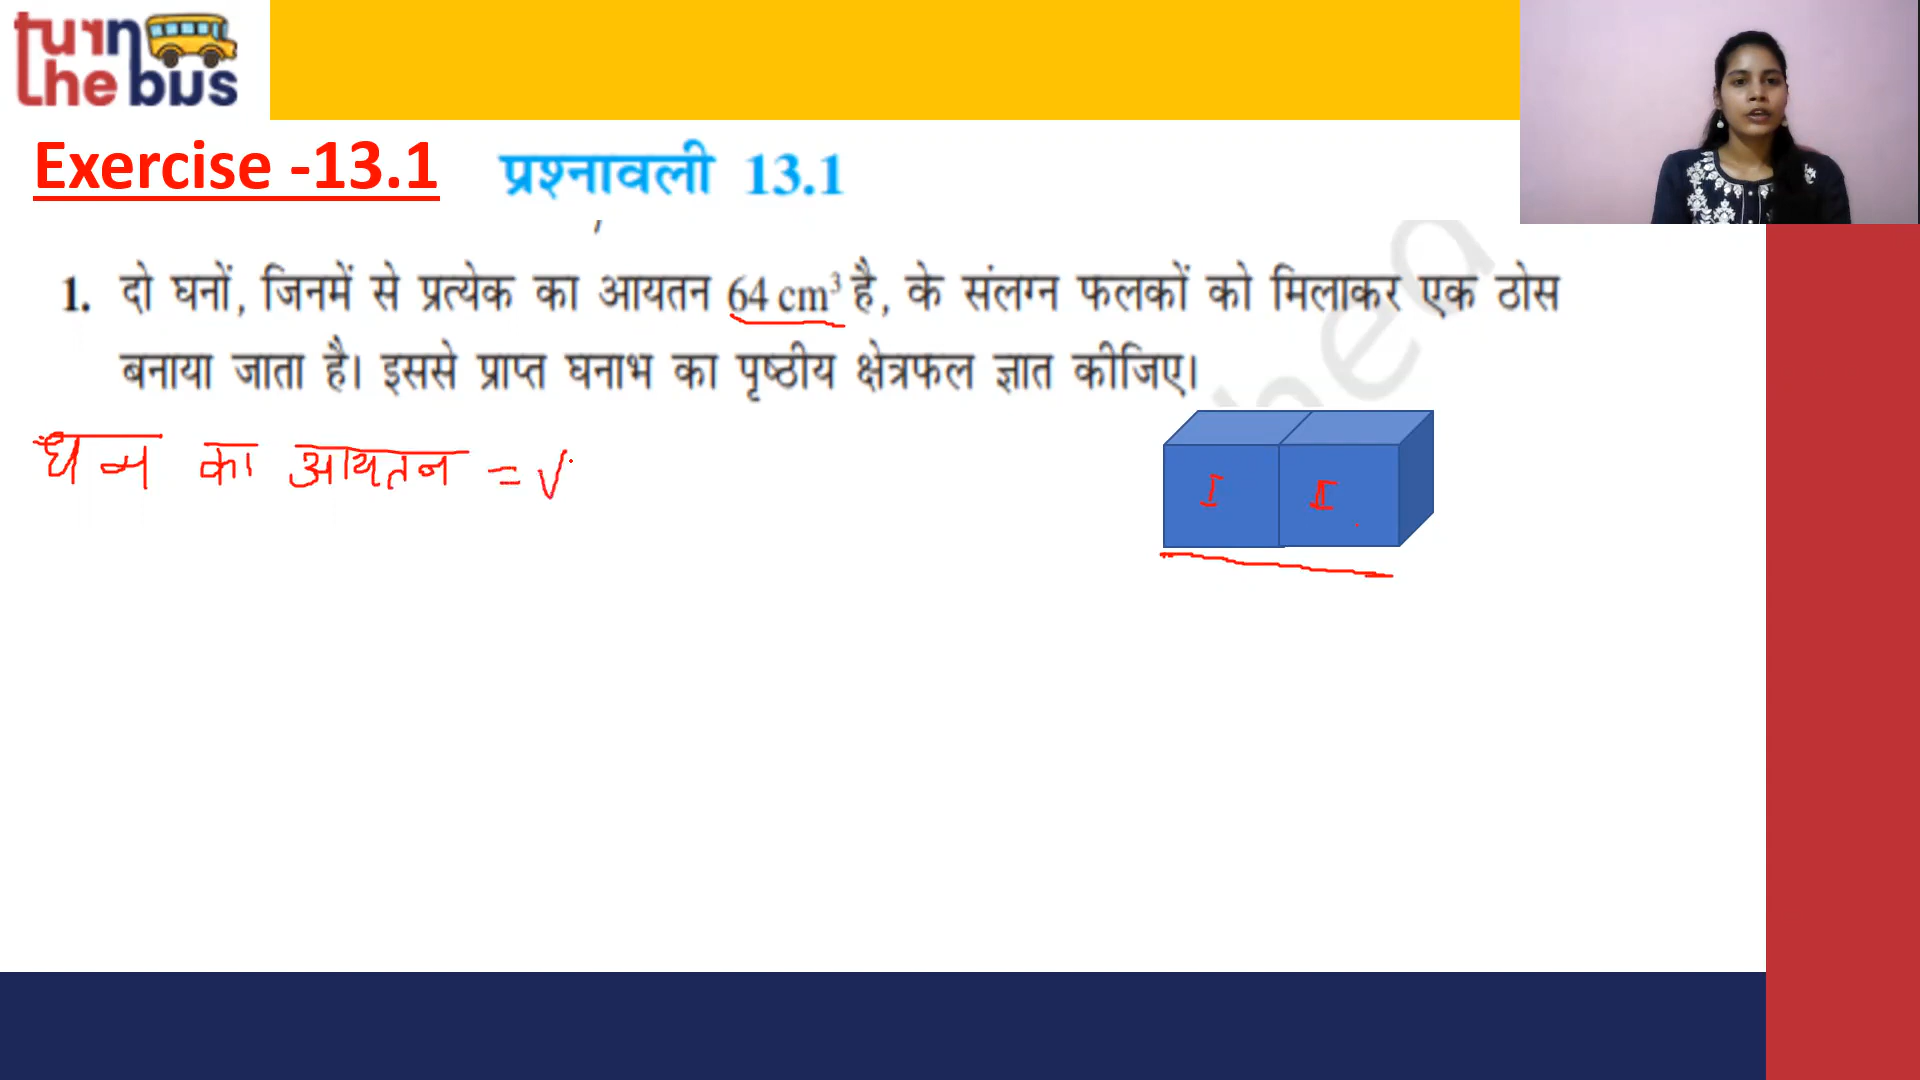 turn
the bus
Exercise -13.1 प्रश्नावली 13.1
1. दो घनों, जिनमें से प्रत्येक का आयतन 64 cm³ है, के संलग्न फलकों को मिलाकर एक ठोस
बनाया जाता है। इससे प्राप्त घनाभ का पृष्ठीय क्षेत्रफल ज्ञात कीजिए।
घन का आयतन = √
I II